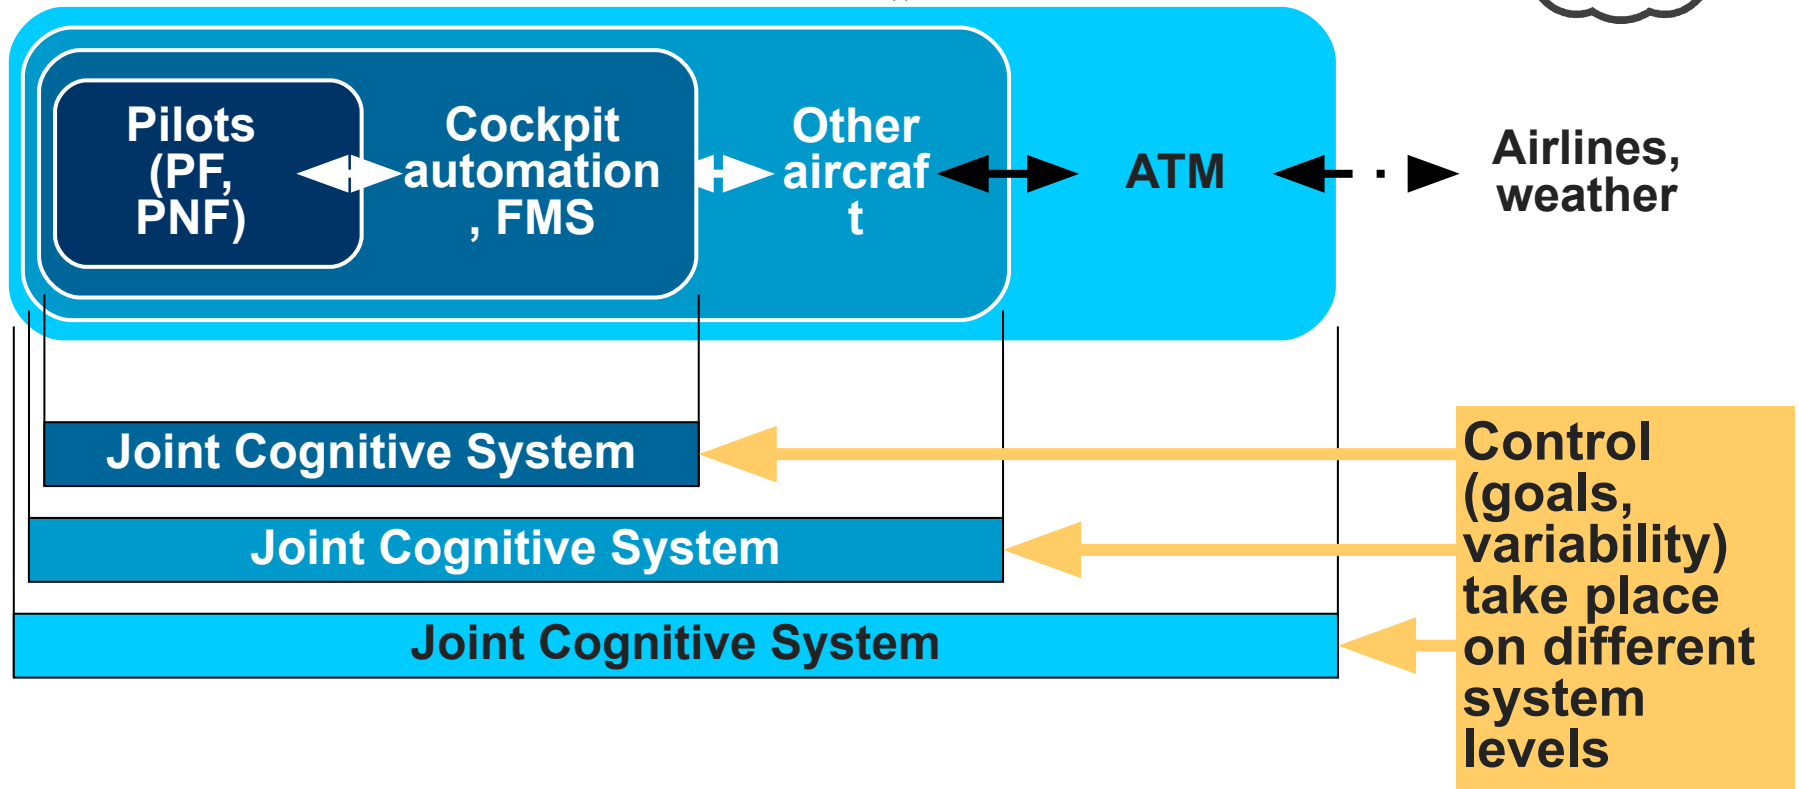 Pilots
(PF,
PNF)
Cockpit
automation
, FMS
Other
aircraf
t
ATM
Airlines,
weather
Joint Cognitive System
Joint Cognitive System
Joint Cognitive System
Control
(goals,
variability)
take place
on different
system
levels